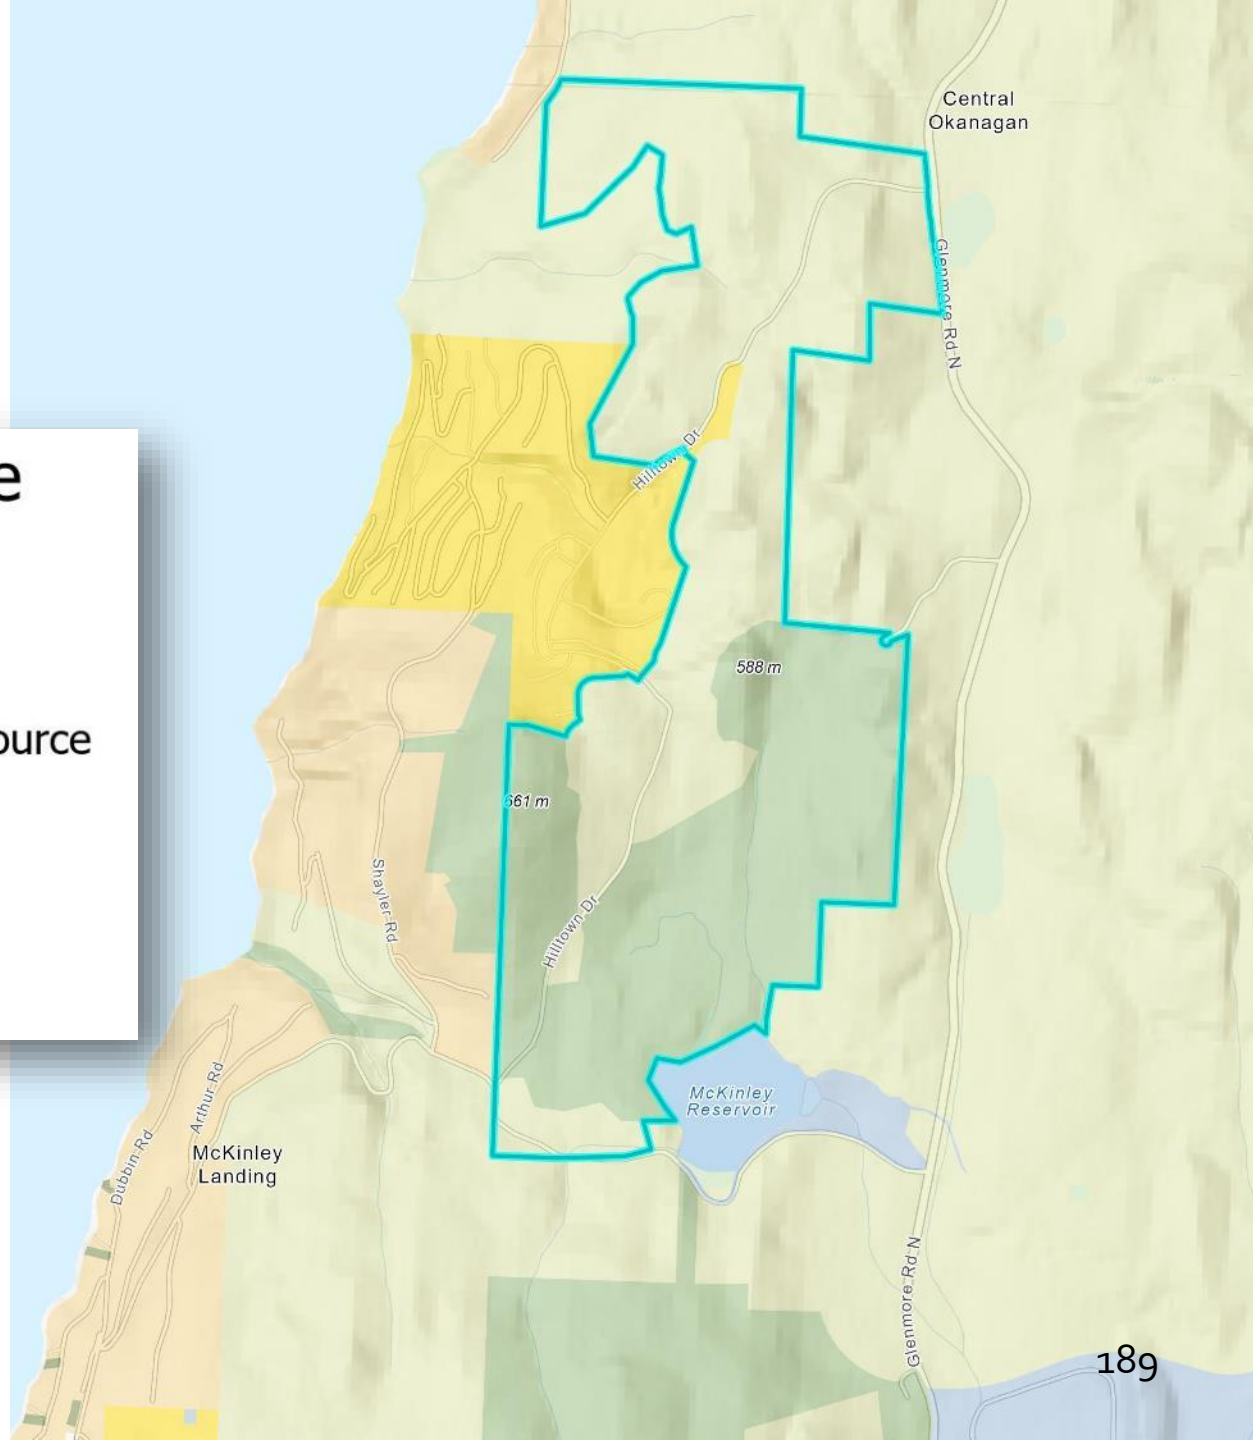 Central
Okanagan
Glenmore Rd N
e
Hilltown Dr
588 m
ource
661 m
Shayler Rd
Hilltown Dr
McKinley
Reservoir
Arthur Rd
Dubbin Rd
McKinley
Landing
Glenmore Rd N
189